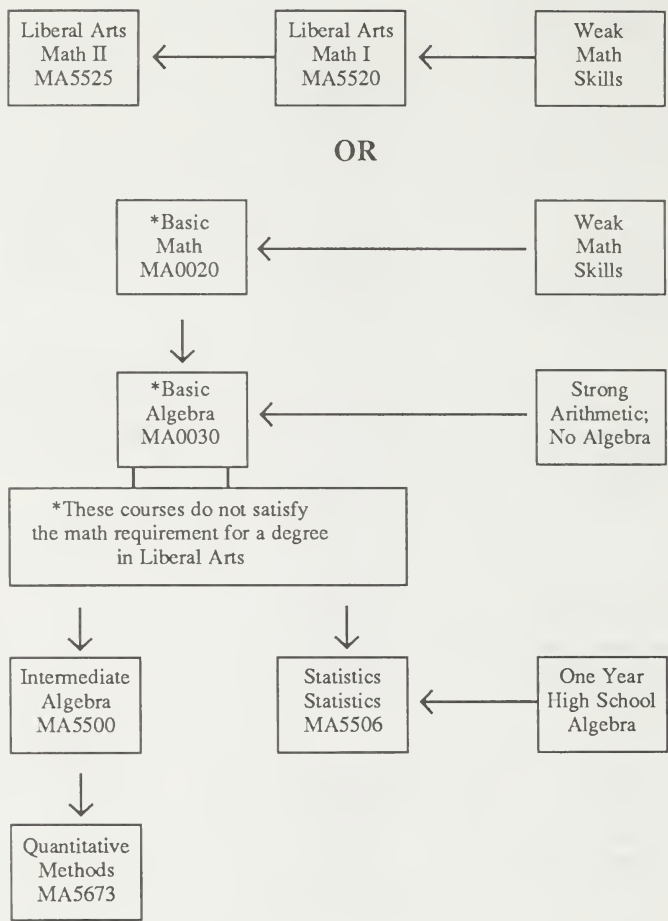 Liberal Arts
Math II
MA5525
Liberal Arts
Math I
MA5520
Weak
Math
Skills
OR
*Basic
Math
MA0020
Weak
Math
Skills
*Basic
Algebra
MA0030
Strong
Arithmetic;
No Algebra
*These courses do not satisfy
the math requirement for a degree
in Liberal Arts
Intermediate
Algebra
MA5500
Statistics
Statistics
MA5506
One Year
High School
Algebra
Quantitative
Methods
MA5673